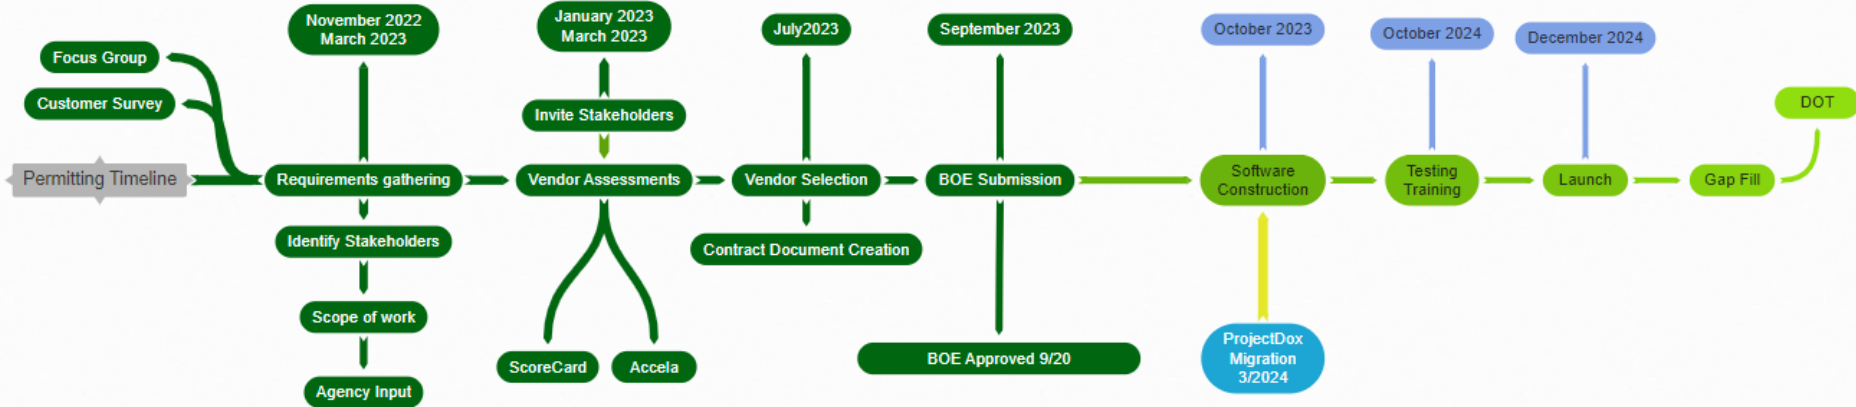 November 2022
March 2023
January 2023
March 2023
July2023
September 2023
October 2023
October 2024
December 2024
Focus Group
Customer Survey
Invite Stakeholders
DOT
Permitting Timeline
Requirements gathering
Vendor Assessments
Vendor Selection
BOE Submission
Software
Construction
Testing
Training
Launch
Gap Fill
Identify Stakeholders
Contract Document Creation
Scope of work
ScoreCard
Accela
BOE Approved 9/20
ProjectDox
Migration
3/2024
Agency Input